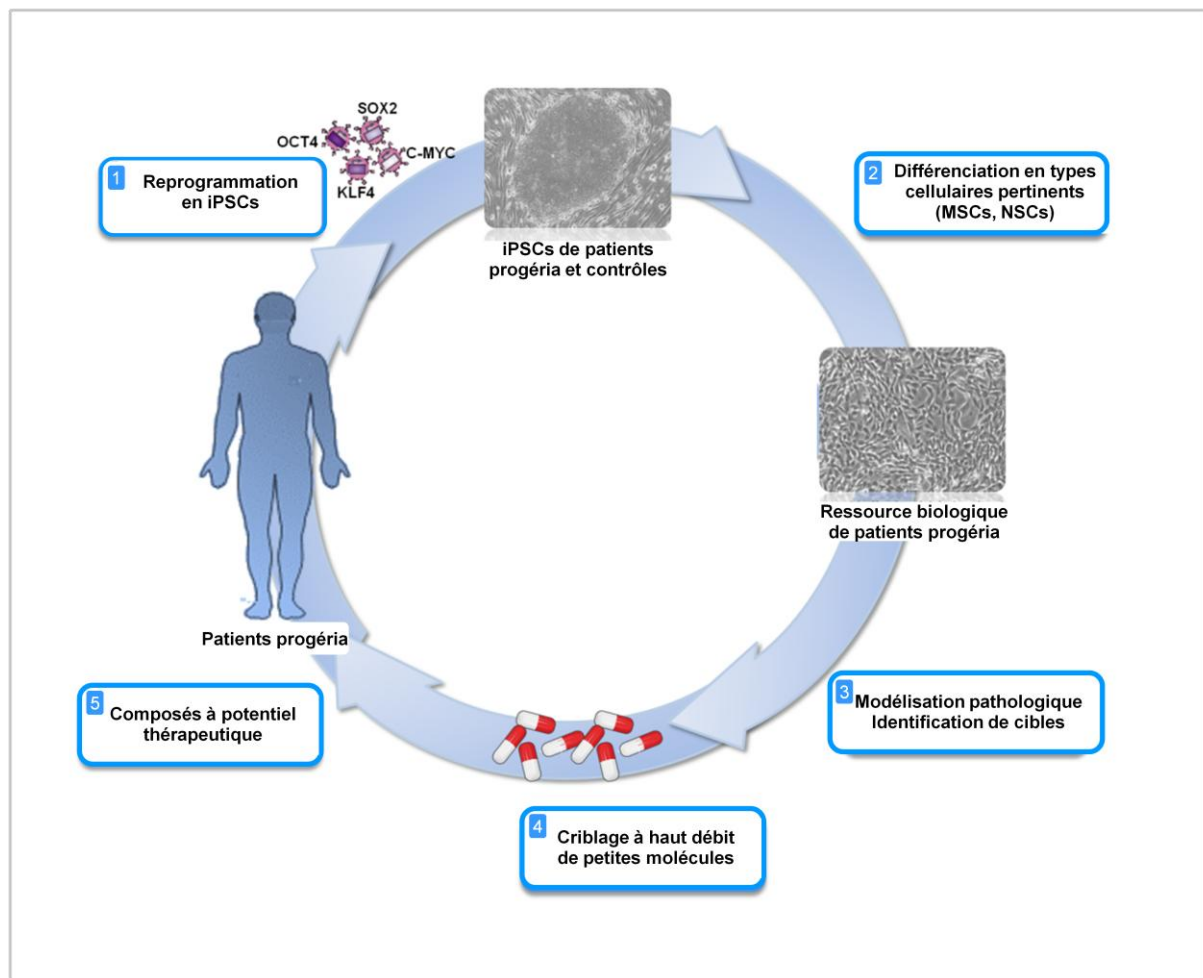 SOX2
OCT4
C-MYC
KLF4
1
Reprogrammation
en iPSCs
iPSCs de patients
progéria et contrôles
2
Différenciation en types
cellulaires pertinents
(MSCs, NSCs)
Ressource biologique
de patients progéria
3
Modélisation pathologique
Identification de cibles
4
Criblage à haut débit
de petites molécules
5
Composés à potentiel
thérapeutique
Patients progéria